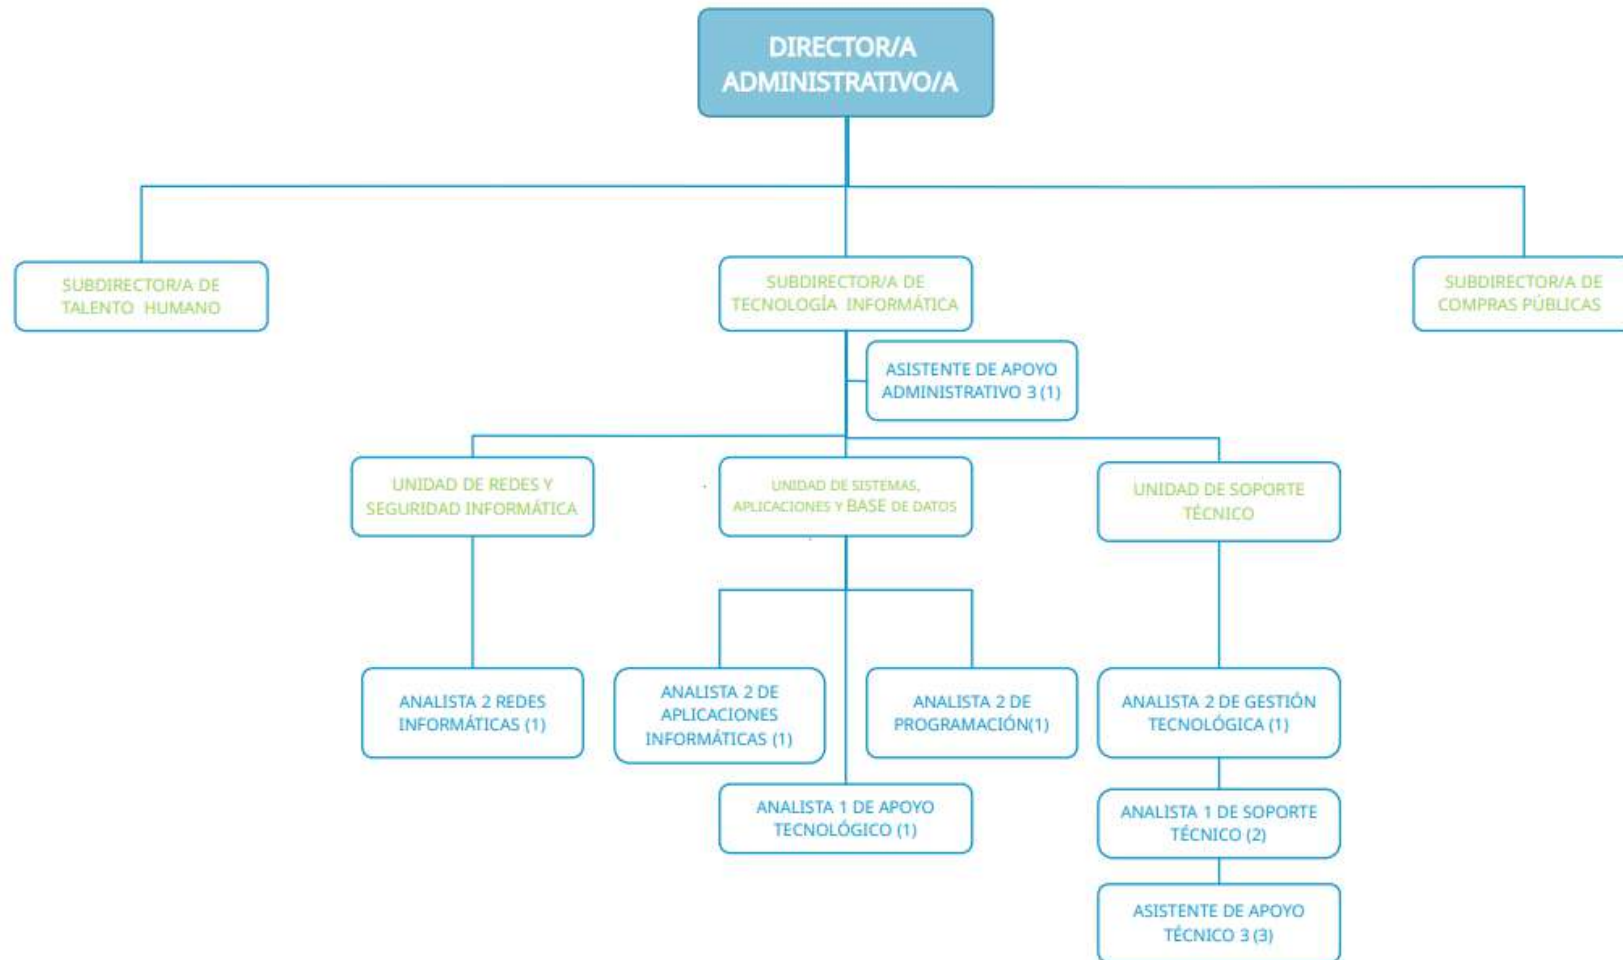 DIRECTOR/A
ADMINISTRATIVO/A
SUBDIRECTOR/A DE
TALENTO HUMANO
SUBDIRECTOR/A DE
TECNOLOGÍA INFORMÁTICA
SUBDIRECTOR/A DE
COMPRAS PÚBLICAS
ASISTENTE DE APOYO
ADMINISTRATIVO 3 (1)
UNIDAD DE REDES Y
SEGURIDAD INFORMÁTICA
UNIDAD DE SISTEMAS,
APLICACIONES Y BASE DE DATOS
UNIDAD DE SOPORTE
TÉCNICO
ANALISTA 2 REDES
INFORMÁTICAS (1)
ANALISTA 2 DE
APLICACIONES
INFORMÁTICAS (1)
ANALISTA 2 DE
PROGRAMACIÓN(1)
ANALISTA 2 DE GESTIÓN
TECNOLÓGICA (1)
ANALISTA 1 DE APOYO
TECNOLÓGICO (1)
ANALISTA 1 DE SOPORTE
TÉCNICO (2)
ASISTENTE DE APOYO
TÉCNICO 3 (3)